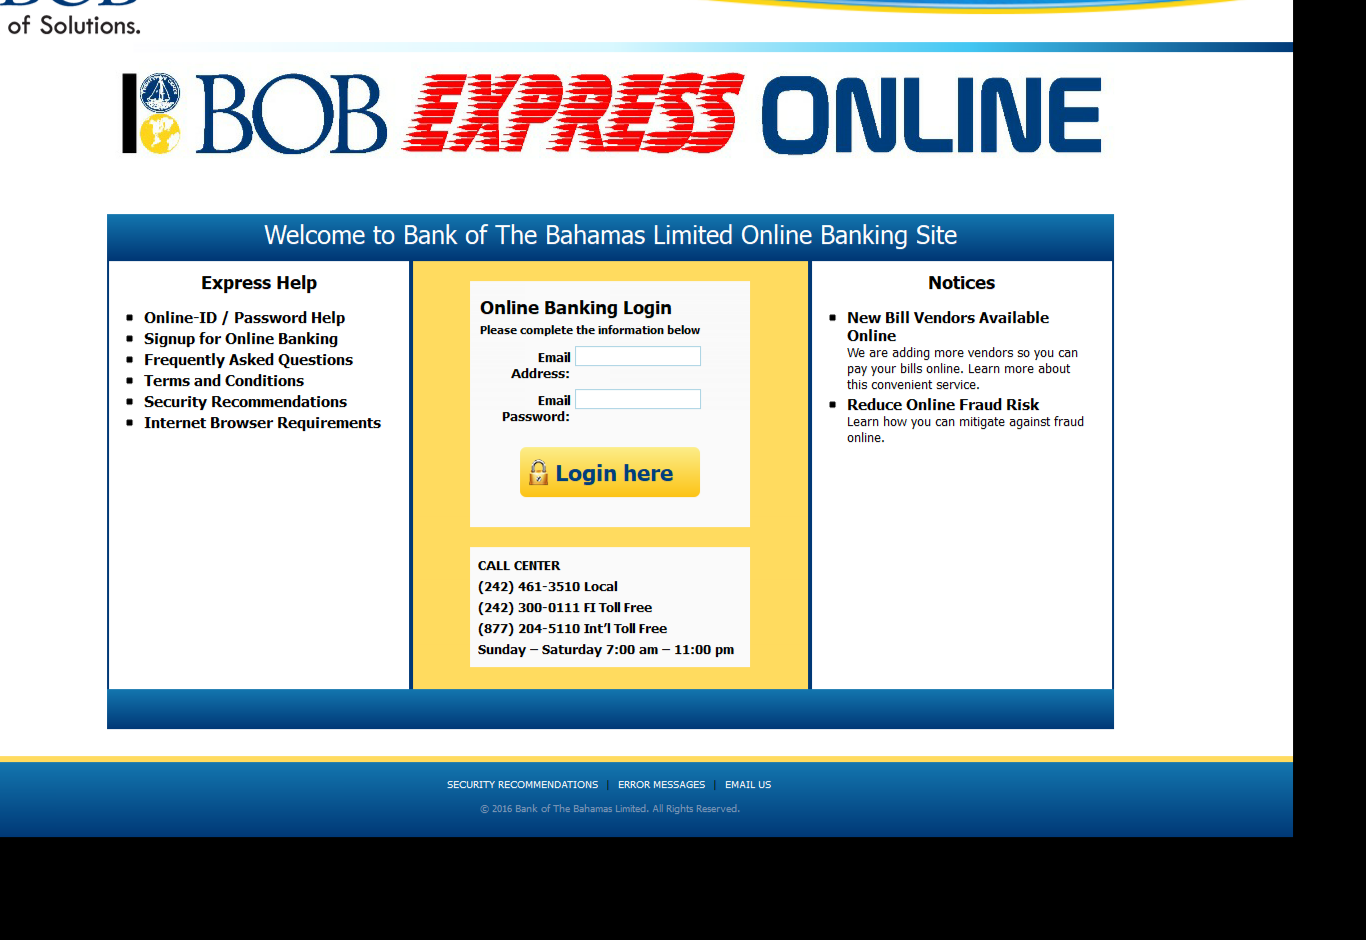 BOB
of Solutions.
BOB EXPRESS ONLINE
Welcome to Bank of The Bahamas Limited Online Banking Site
Express Help
Online-ID / Password Help
Signup for Online Banking
Frequently Asked Questions
Terms and Conditions
Security Recommendations
Internet Browser Requirements
Online Banking Login
Please complete the information below
Email
Address:
Email
Password:
Login here
CALL CENTER
(242) 461-3510 Local
(242) 300-0111 FI Toll Free
(877) 204-5110 Int'l Toll Free
Sunday – Saturday 7:00 am – 11:00 pm
Notices
New Bill Vendors Available
Online
We are adding more vendors so you can
pay your bills online. Learn more about
this convenient service.
Reduce Online Fraud Risk
Learn how you can mitigate against fraud
online.
SECURITY RECOMMENDATIONS | ERROR MESSAGES | EMAIL US
© 2016 Bank of The Bahamas Limited. All Rights Reserved.